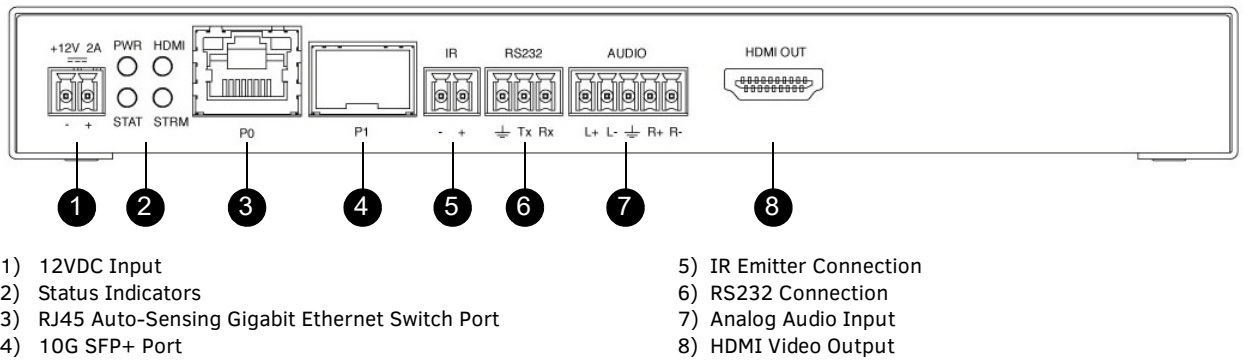 +12V 2A PWR HDMI IR RS232 AUDIO HDMI OUT
- + STAT STRM P0 P1 - + ⏚ Tx Rx L+ L- ⏚ R+ R-
1 2 3 4 5 6 7 8
1) 12VDC Input
2) Status Indicators
3) RJ45 Auto-Sensing Gigabit Ethernet Switch Port
4) 10G SFP+ Port
5) IR Emitter Connection
6) RS232 Connection
7) Analog Audio Input
8) HDMI Video Output